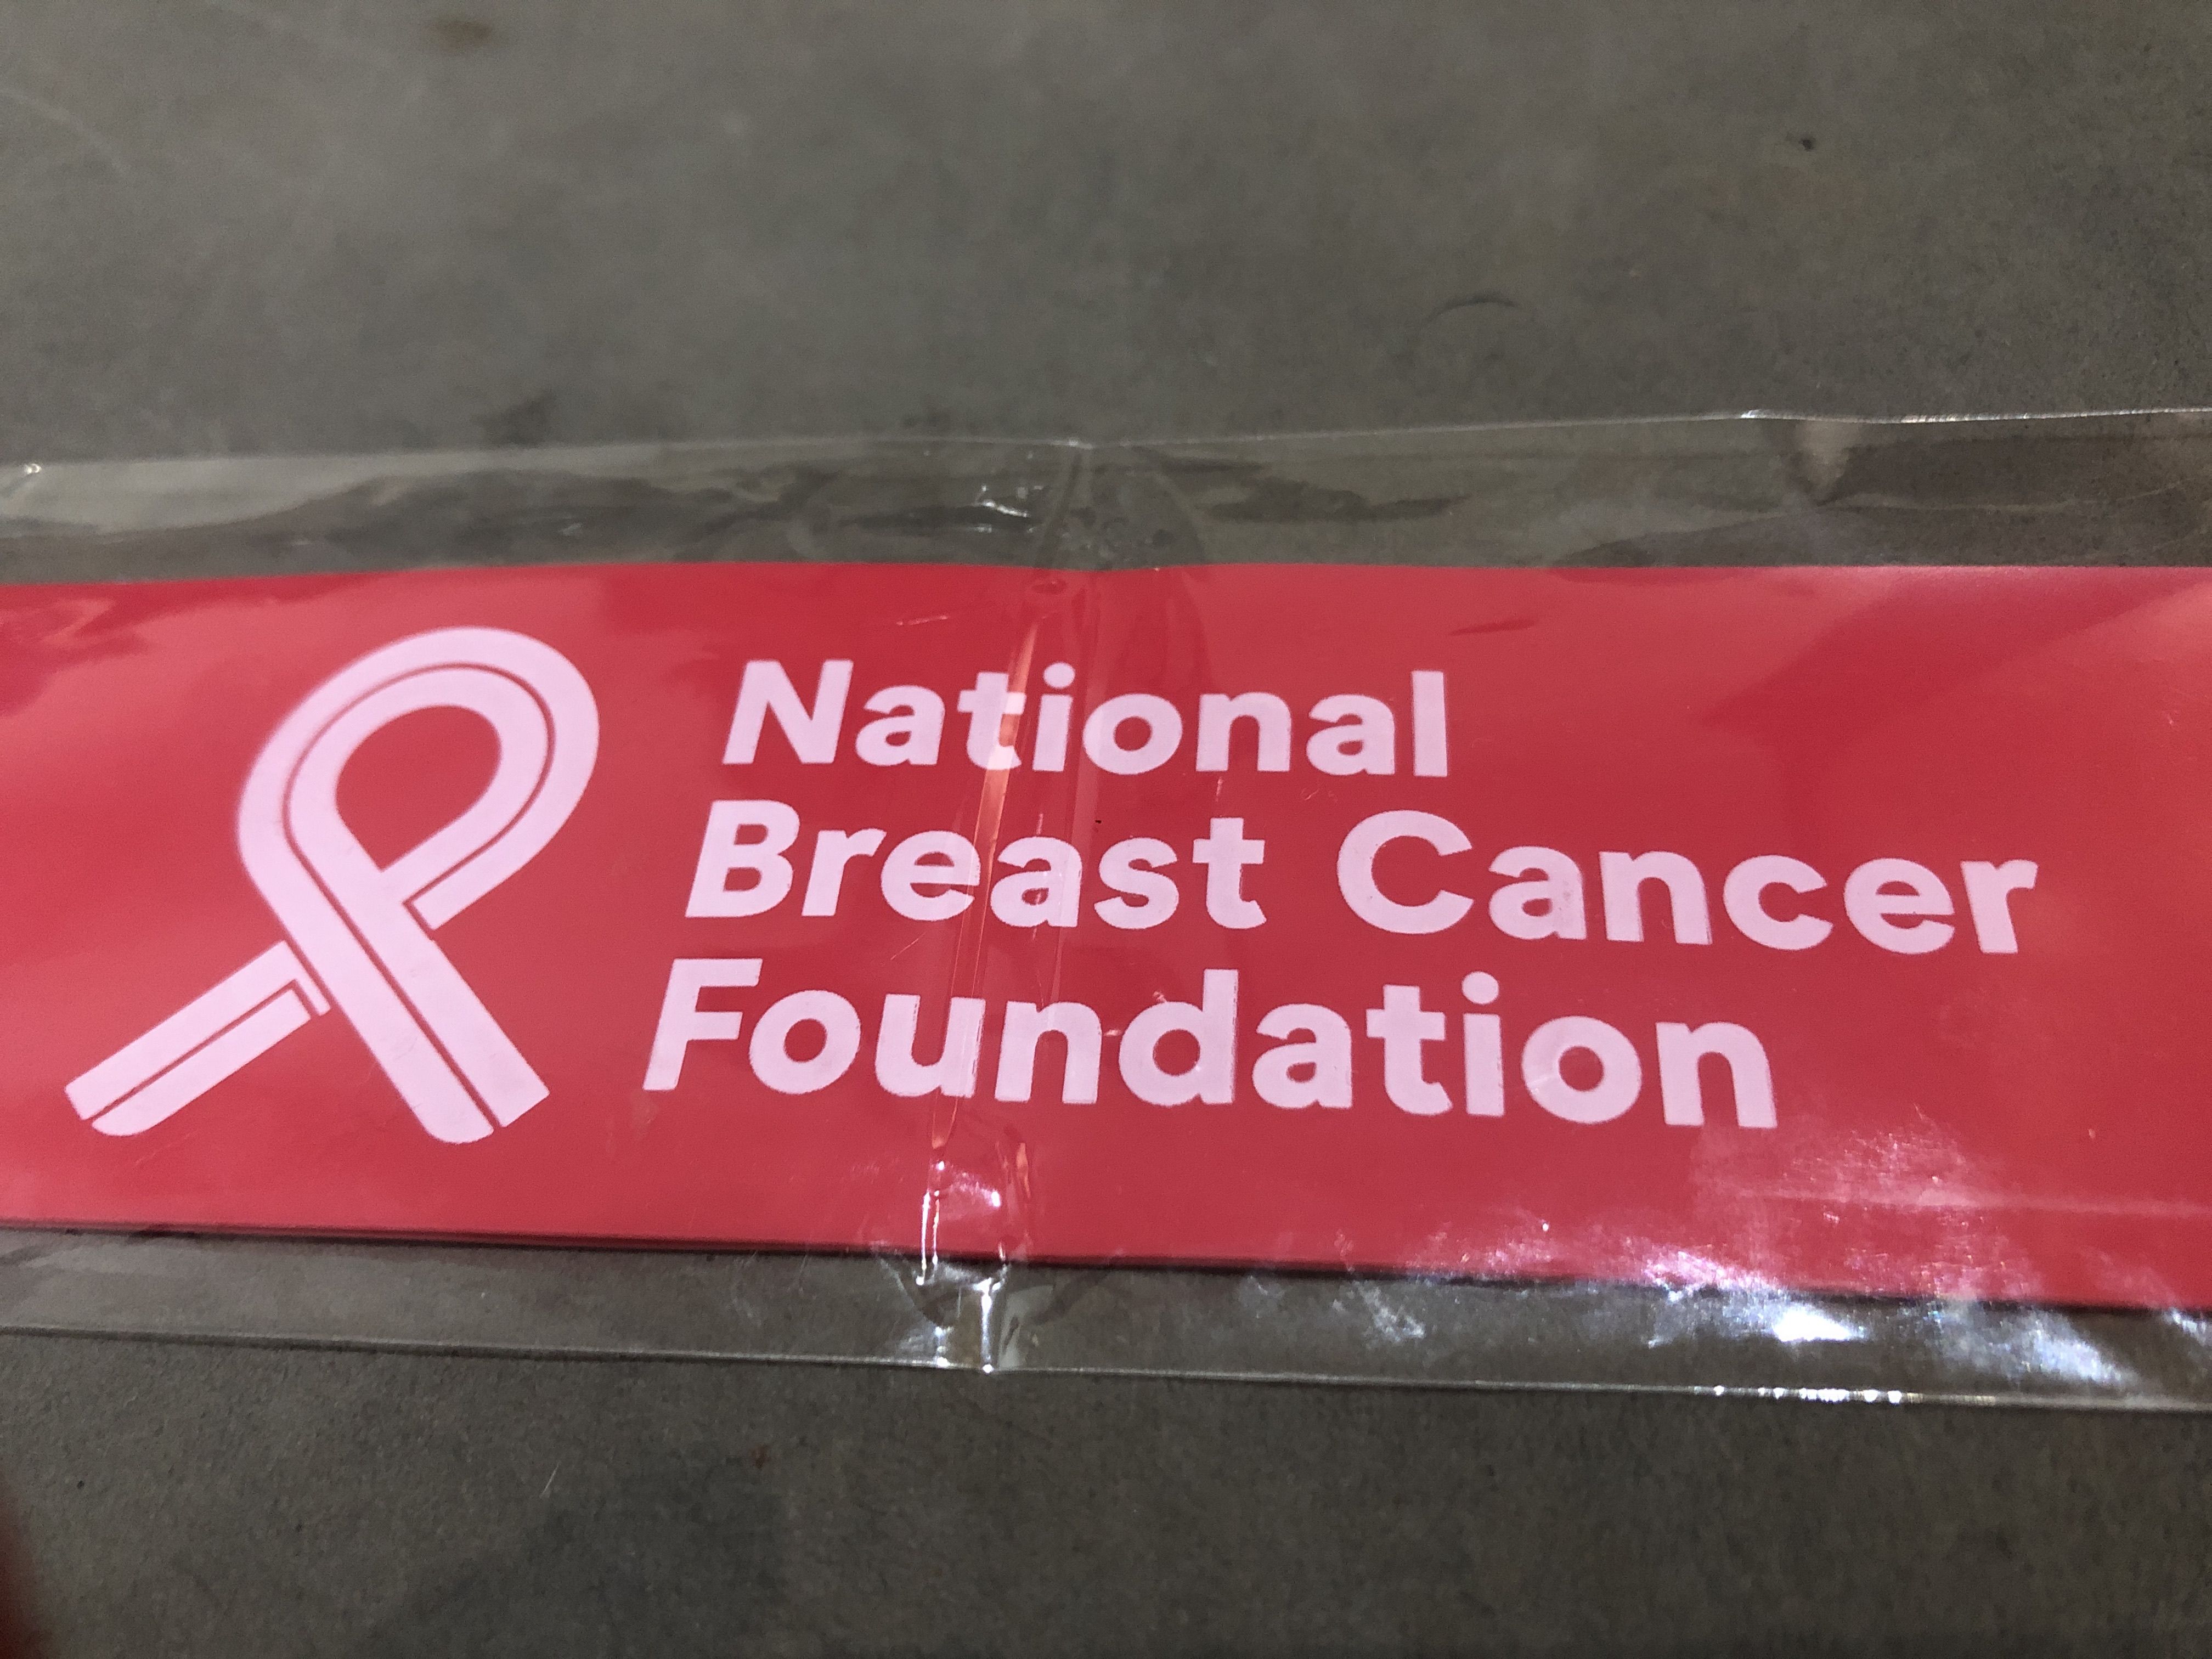 National
Breast Cancer
Foundation